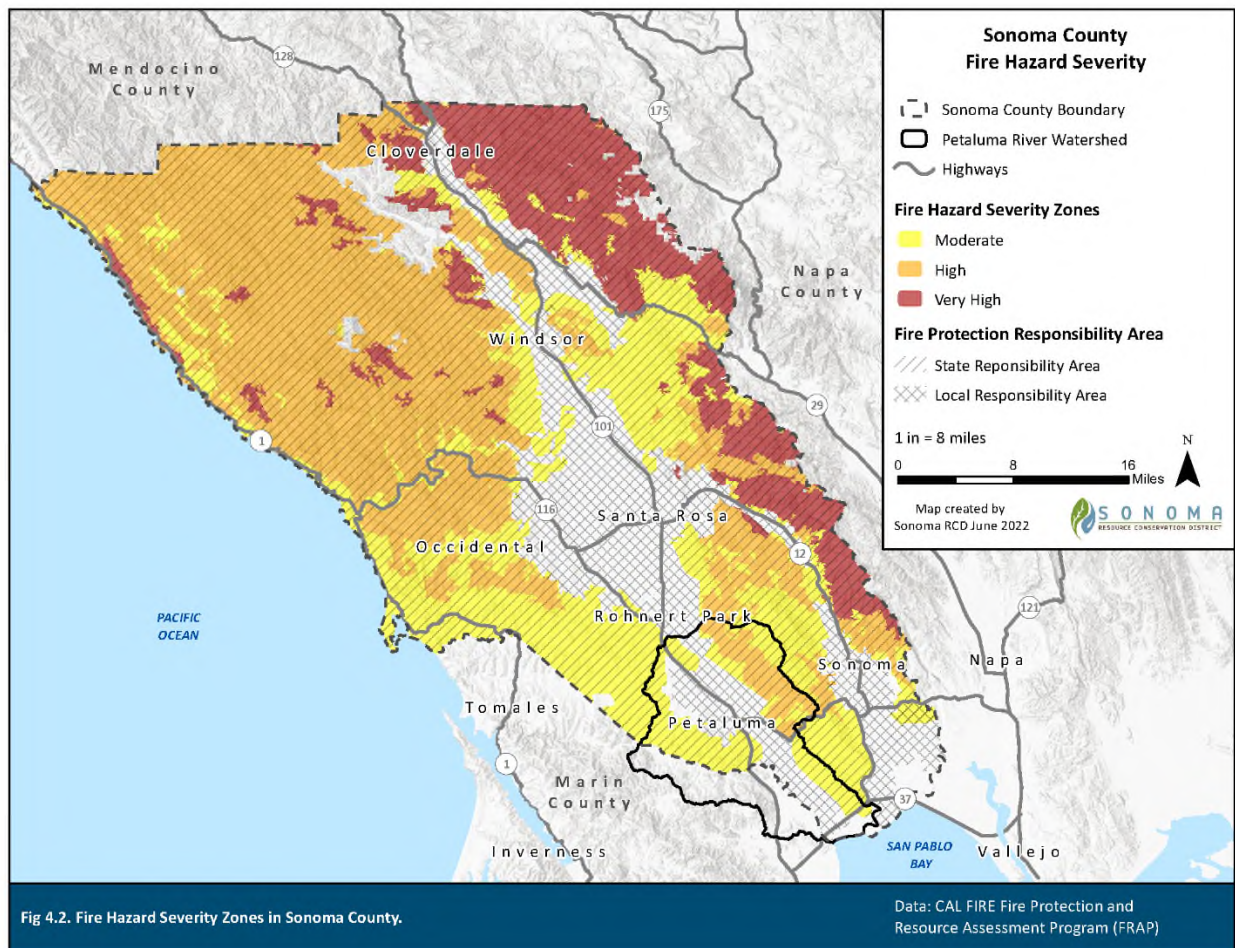 Sonoma County
Fire Hazard Severity
Sonoma County Boundary
Petaluma River Watershed
Highways
Fire Hazard Severity Zones
Moderate
High
Very High
Fire Protection Responsibility Area
State Reponsibility Area
Local Responsibility Area
1 in = 8 miles
N
0
8
16
Miles
Map created by
Sonoma RCD June 2022
SONOMA
RESOURCE CONSERVATION DISTRICT
Mendocino
County
128
175
Cloverdale
Napa
County
Windsor
29
101
1
Santa Rosa
116
Occidental
12
121
PACIFIC
OCEAN
Rohnert Park
Sonoma
Napa
Tomales
Petaluma
1
Marin
County
37
Inverness
SAN PABLO
BAY
Vallejo
Fig 4.2. Fire Hazard Severity Zones in Sonoma County.
Data: CAL FIRE Fire Protection and
Resource Assessment Program (FRAP)